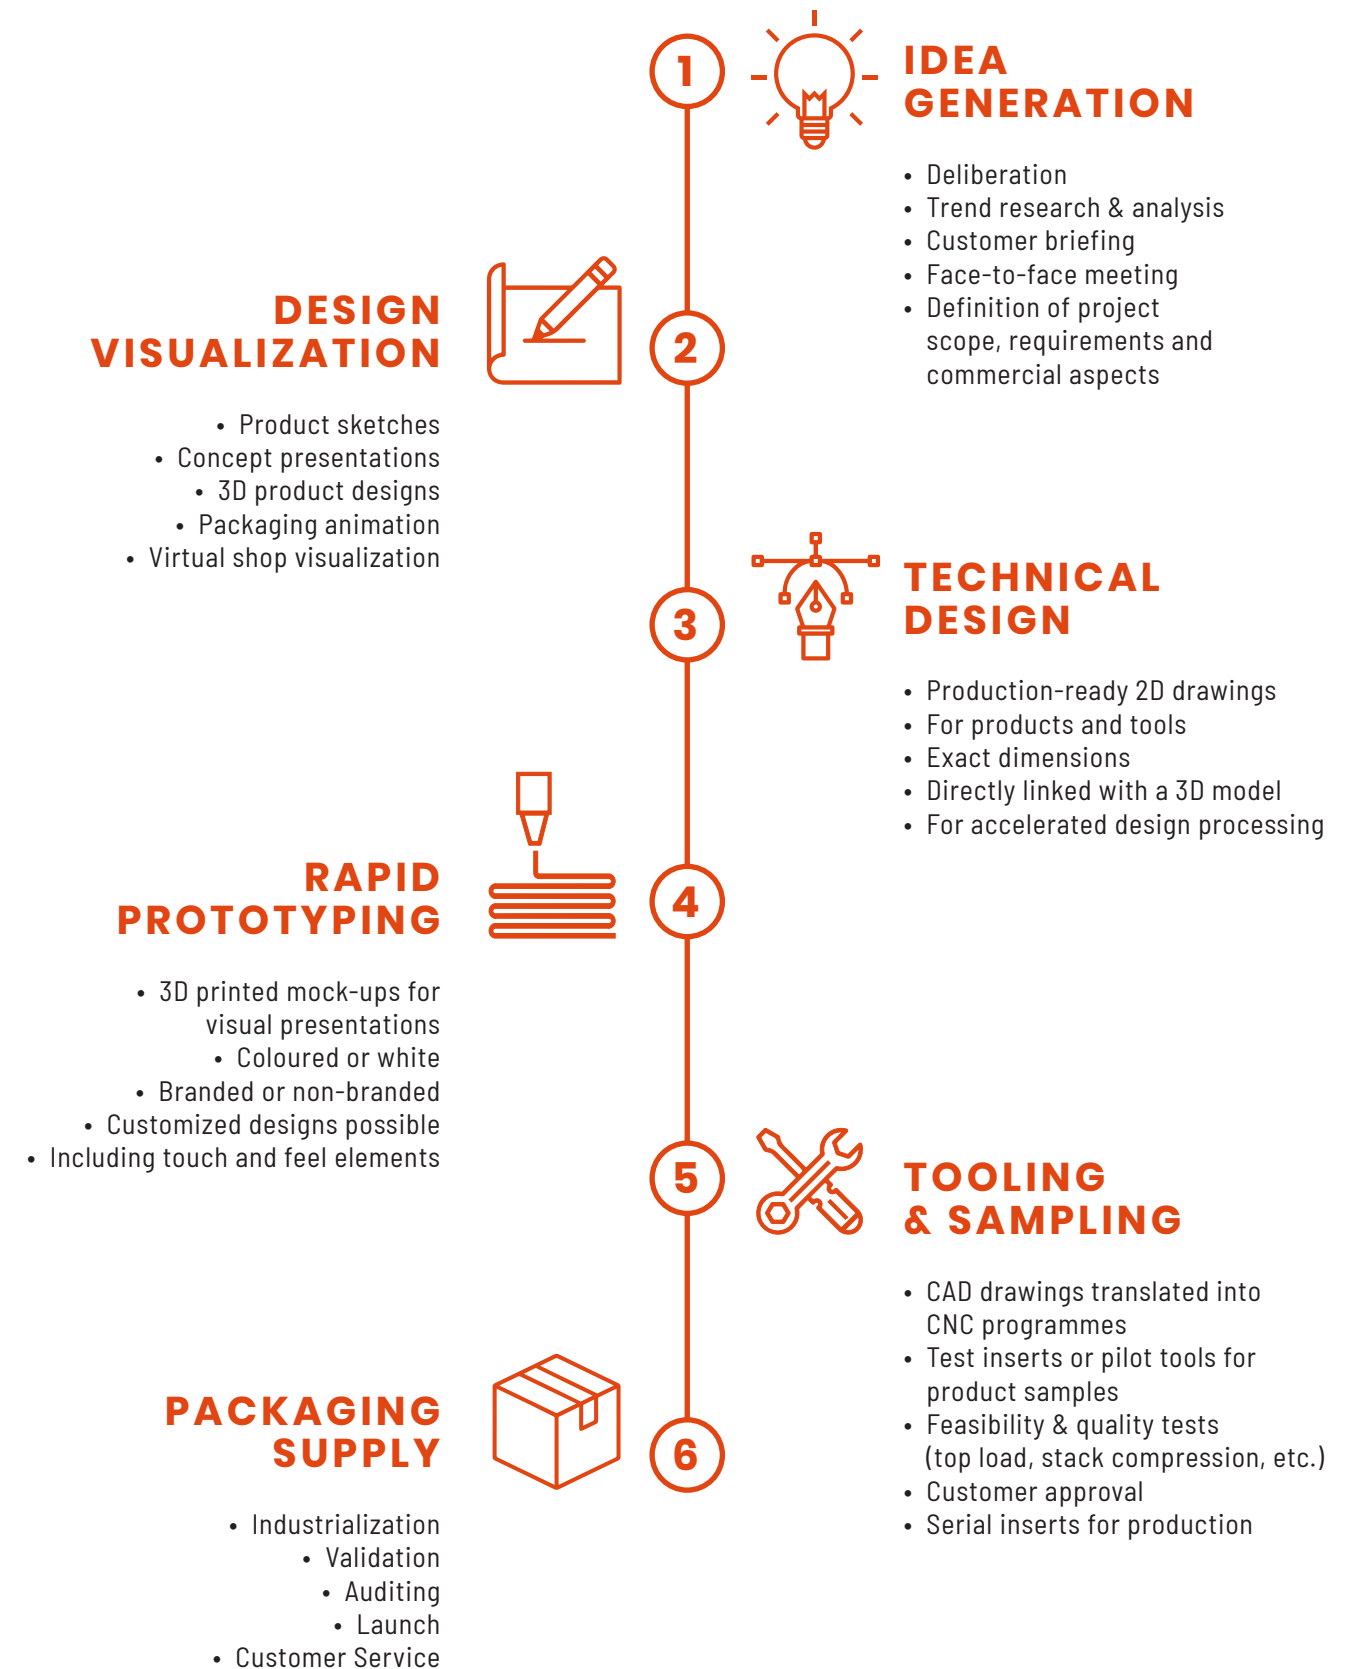 1
IDEA
GENERATION
• Deliberation
• Trend research & analysis
• Customer briefing
• Face-to-face meeting
• Definition of project
scope, requirements and
commercial aspects
2
DESIGN
VISUALIZATION
• Product sketches
• Concept presentations
• 3D product designs
• Packaging animation
• Virtual shop visualization
3
TECHNICAL
DESIGN
• Production-ready 2D drawings
• For products and tools
• Exact dimensions
• Directly linked with a 3D model
• For accelerated design processing
4
RAPID
PROTOTYPING
• 3D printed mock-ups for
visual presentations
• Coloured or white
• Branded or non-branded
• Customized designs possible
• Including touch and feel elements
5
TOOLING
& SAMPLING
• CAD drawings translated into
CNC programmes
• Test inserts or pilot tools for
product samples
• Feasibility & quality tests
(top load, stack compression, etc.)
• Customer approval
• Serial inserts for production
6
PACKAGING
SUPPLY
• Industrialization
• Validation
• Auditing
• Launch
• Customer Service